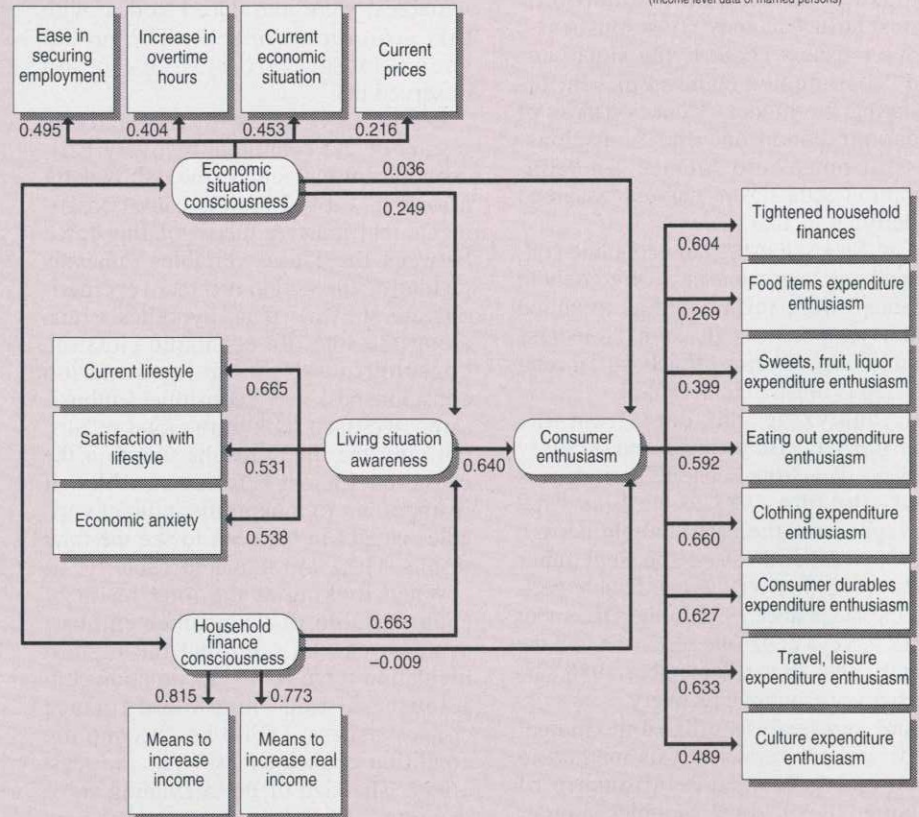 (Income level data of married persons)
Ease in
securing
employment
Increase in
overtime
hours
Current
economic
situation
Current
prices
0.495
0.404
0.453
0.216
Economic
situation
consciousness
0.036
0.249
Tightened household
finances
0.604
Food items expenditure
enthusiasm
0.269
Sweets, fruit, liquor
expenditure enthusiasm
0.399
Current lifestyle
0.665
Satisfaction with
lifestyle
0.531
Economic anxiety
0.538
Living situation
awareness
0.640
Consumer
enthusiasm
Eating out expenditure
enthusiasm
0.592
Clothing expenditure
enthusiasm
0.660
Consumer durables
expenditure enthusiasm
0.627
Travel, leisure
expenditure enthusiasm
0.633
Culture expenditure
enthusiasm
0.489
Household
finance
consciousness
0.663
–0.009
0.815
0.773
Means to
increase
income
Means to
increase real
income